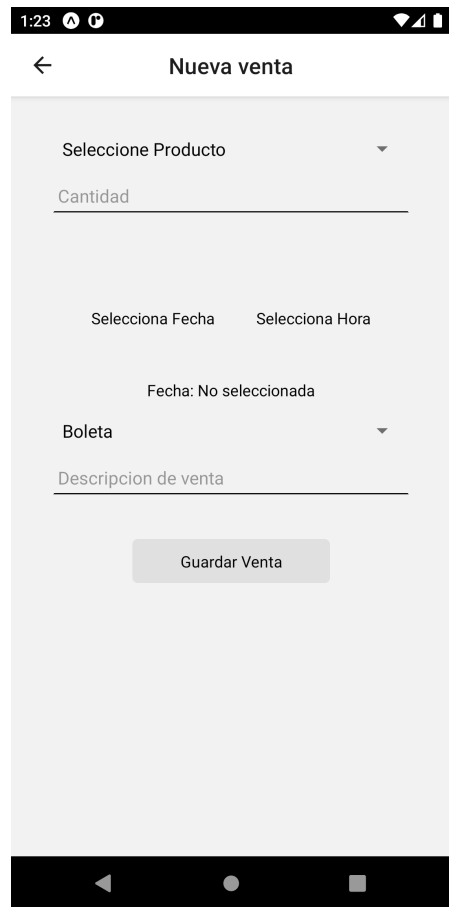 1:23
Nueva venta
Seleccione Producto
Cantidad
Selecciona Fecha Selecciona Hora
Fecha: No seleccionada
Boleta
Descripcion de venta
Guardar Venta